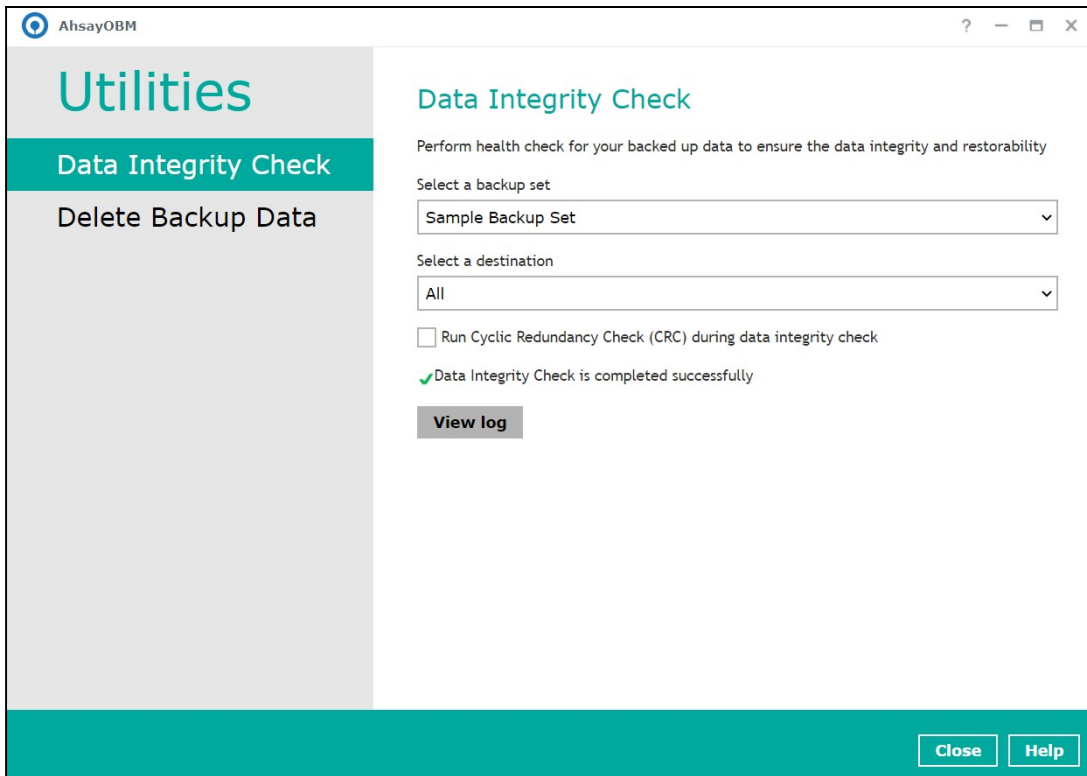 AhsayOBM
?
Utilities
Data Integrity Check
Delete Backup Data
Data Integrity Check
Perform health check for your backed up data to ensure the data integrity and restorability
Select a backup set
Sample Backup Set
Select a destination
All
Run Cyclic Redundancy Check (CRC) during data integrity check
Data Integrity Check is completed successfully
View log
Close Help